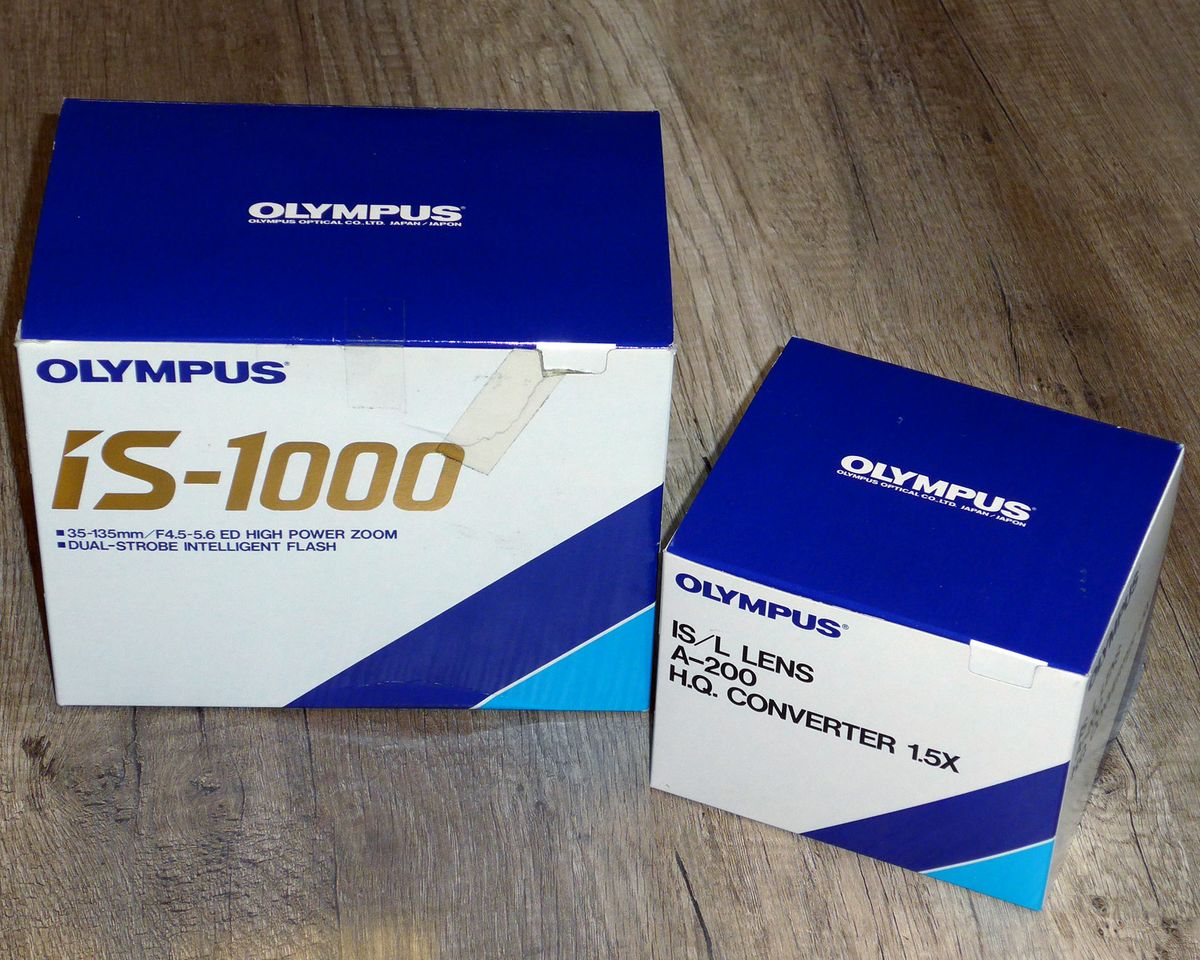 OLYMPUS®
OLYMPUS OPTICAL CO.,LTD. JAPAN/JAPON
OLYMPUS®
iS-1000
■35-135mm/F4.5-5.6 ED HIGH POWER ZOOM
■DUAL-STROBE INTELLIGENT FLASH
OLYMPUS®
OLYMPUS OPTICAL CO.,LTD. JAPAN/JAPON
OLYMPUS®
IS/L LENS
A-200
H.Q. CONVERTER 1.5X